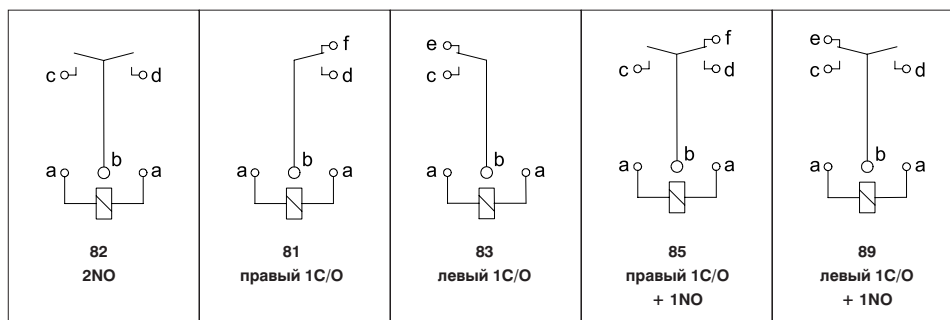 c d b a a
82
2NO
f d b a a
81
правый 1C/O
e c b a a
83
левый 1C/O
f c d b a a
85
правый 1C/O
+ 1NO
e c d b a a
89
левый 1C/O
+ 1NO